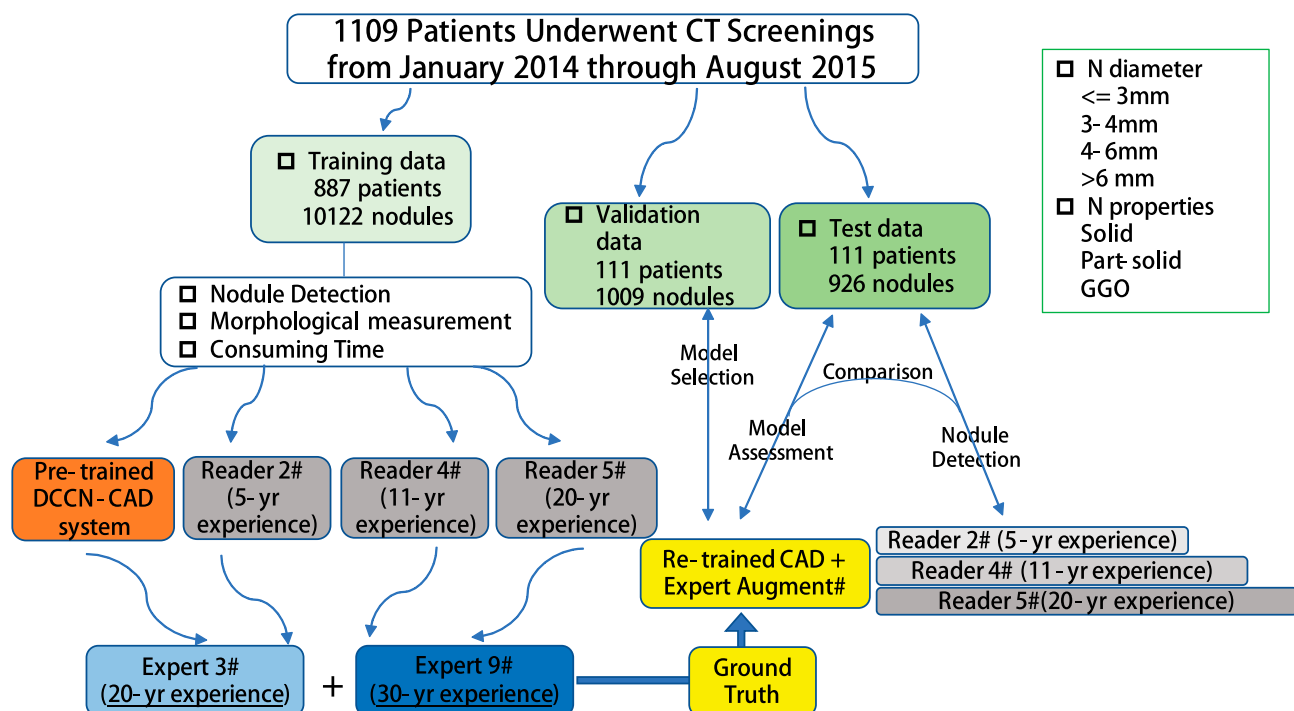 1109 Patients Underwent CT Screenings
from January 2014 through August 2015
N diameter
<= 3mm
3-4mm
4-6mm
>6 mm
N properties
Solid
Part-solid
GGO
Training data
887 patients
10122 nodules
Validation
data
111 patients
1009 nodules
Test data
111 patients
926 nodules
Nodule Detection
Morphological measurement
Consuming Time
Model
Selection
Comparison
Model
Assessment
Nodule
Detection
Pre-trained
DCCN-CAD
system
Reader 2#
(5-yr
experience)
Reader 4#
(11-yr
experience)
Reader 5#
(20-yr
experience)
Re-trained CAD +
Expert Augment#
Reader 2# (5-yr experience)
Reader 4# (11-yr experience)
Reader 5#(20-yr experience)
Expert 3#
(20-yr experience)
+
Expert 9#
(30-yr experience)
Ground
Truth